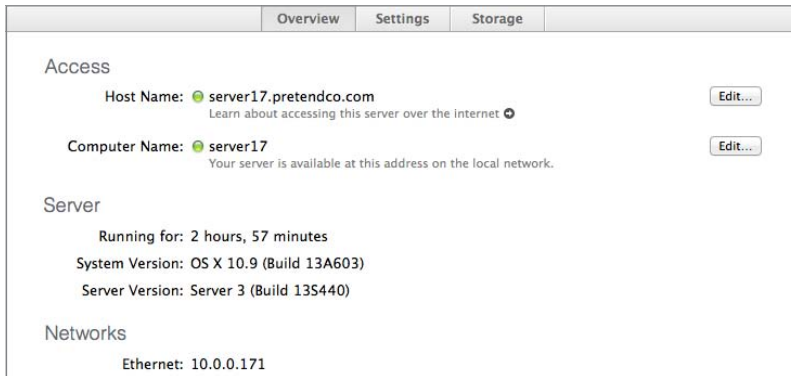 Overview Settings Storage
Access
Host Name: server17.pretendco.com Edit...
Learn about accessing this server over the internet
Computer Name: server17 Edit...
Your server is available at this address on the local network.
Server
Running for: 2 hours, 57 minutes
System Version: OS X 10.9 (Build 13A603)
Server Version: Server 3 (Build 13S440)
Networks
Ethernet: 10.0.0.171